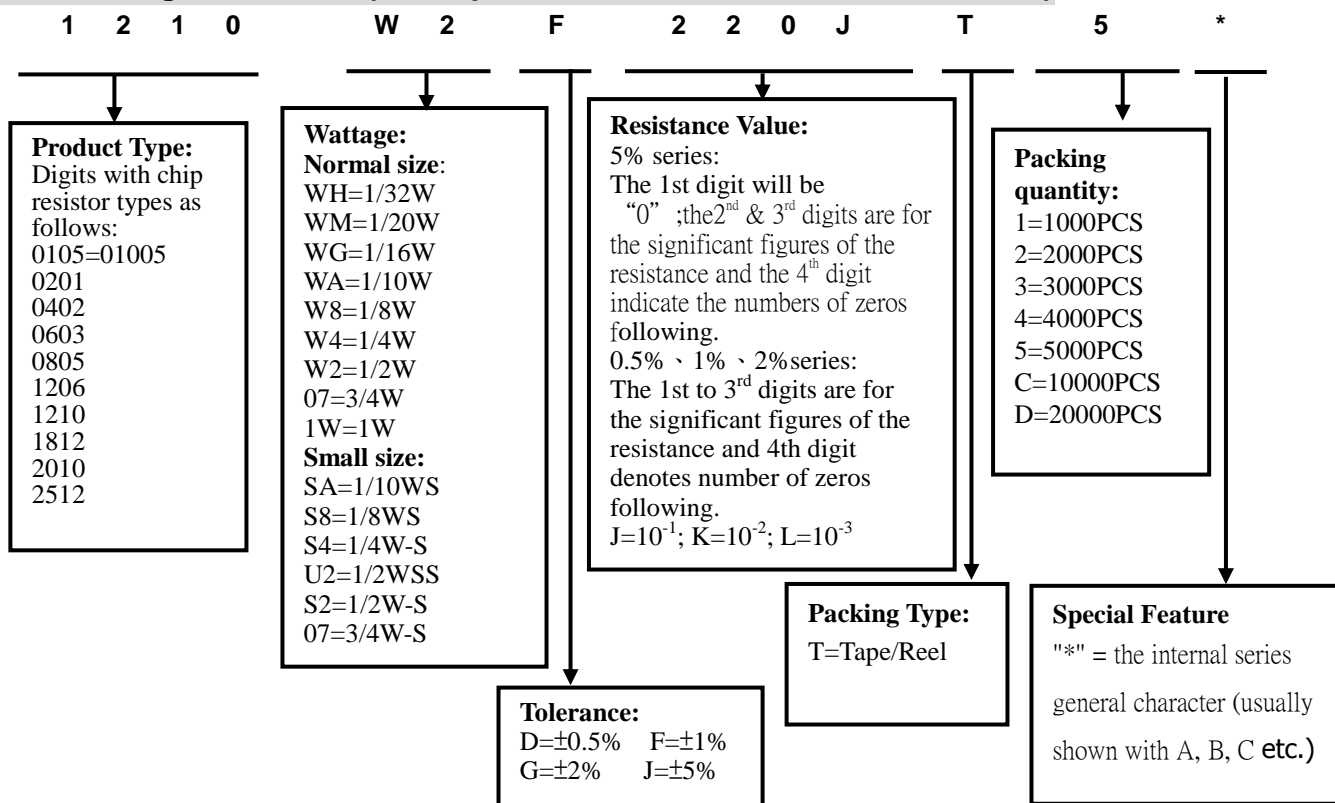 1 2 1 0 W 2 F 2 2 0 J T 5 *
Product Type:
Digits with chip
resistor types as
follows:
0105=01005
0201
0402
0603
0805
1206
1210
1812
2010
2512
Wattage:
Normal size:
WH=1/32W
WM=1/20W
WG=1/16W
WA=1/10W
W8=1/8W
W4=1/4W
W2=1/2W
07=3/4W
1W=1W
Small size:
SA=1/10WS
S8=1/8WS
S4=1/4W-S
U2=1/2WSS
S2=1/2W-S
07=3/4W-S
Resistance Value:
5% series:
The 1st digit will be
“0” ;the2nd & 3rd digits are for
the significant figures of the
resistance and the 4th digit
indicate the numbers of zeros
following.
0.5%、1%、2%series:
The 1st to 3rd digits are for
the significant figures of the
resistance and 4th digit
denotes number of zeros
following.
J=10-1; K=10-2; L=10-3
Packing
quantity:
1=1000PCS
2=2000PCS
3=3000PCS
4=4000PCS
5=5000PCS
C=10000PCS
D=20000PCS
Tolerance:
D=±0.5% F=±1%
G=±2% J=±5%
Packing Type:
T=Tape/Reel
Special Feature
"*" = the internal series
general character (usually
shown with A, B, C etc.)